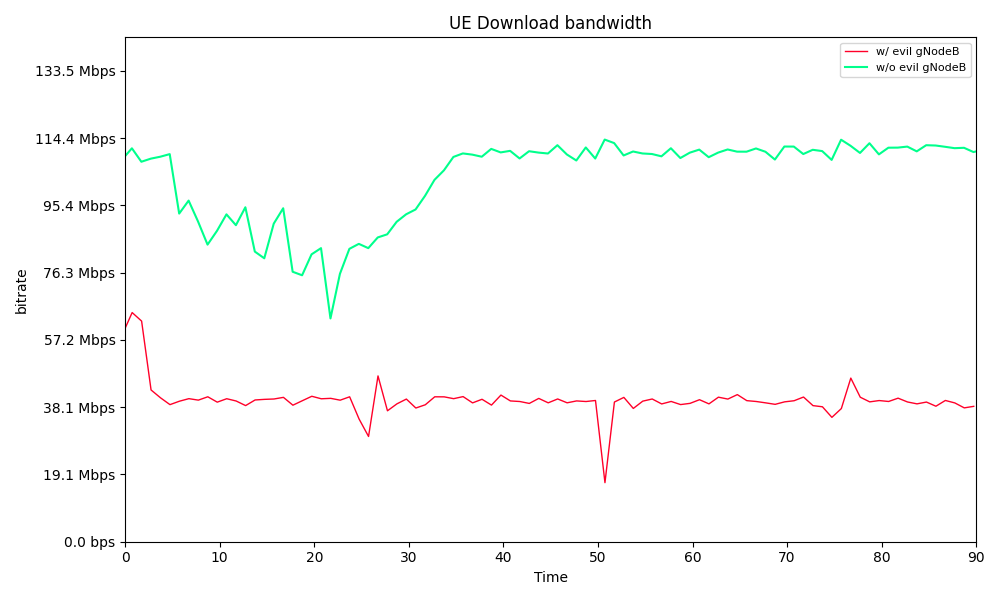 UE Download bandwidth
w/ evil gNodeB
w/o evil gNodeB
133.5 Mbps
114.4 Mbps
95.4 Mbps
76.3 Mbps
57.2 Mbps
38.1 Mbps
19.1 Mbps
0.0 bps
bitrate
0 10 20 30 40 50 60 70 80 90
Time